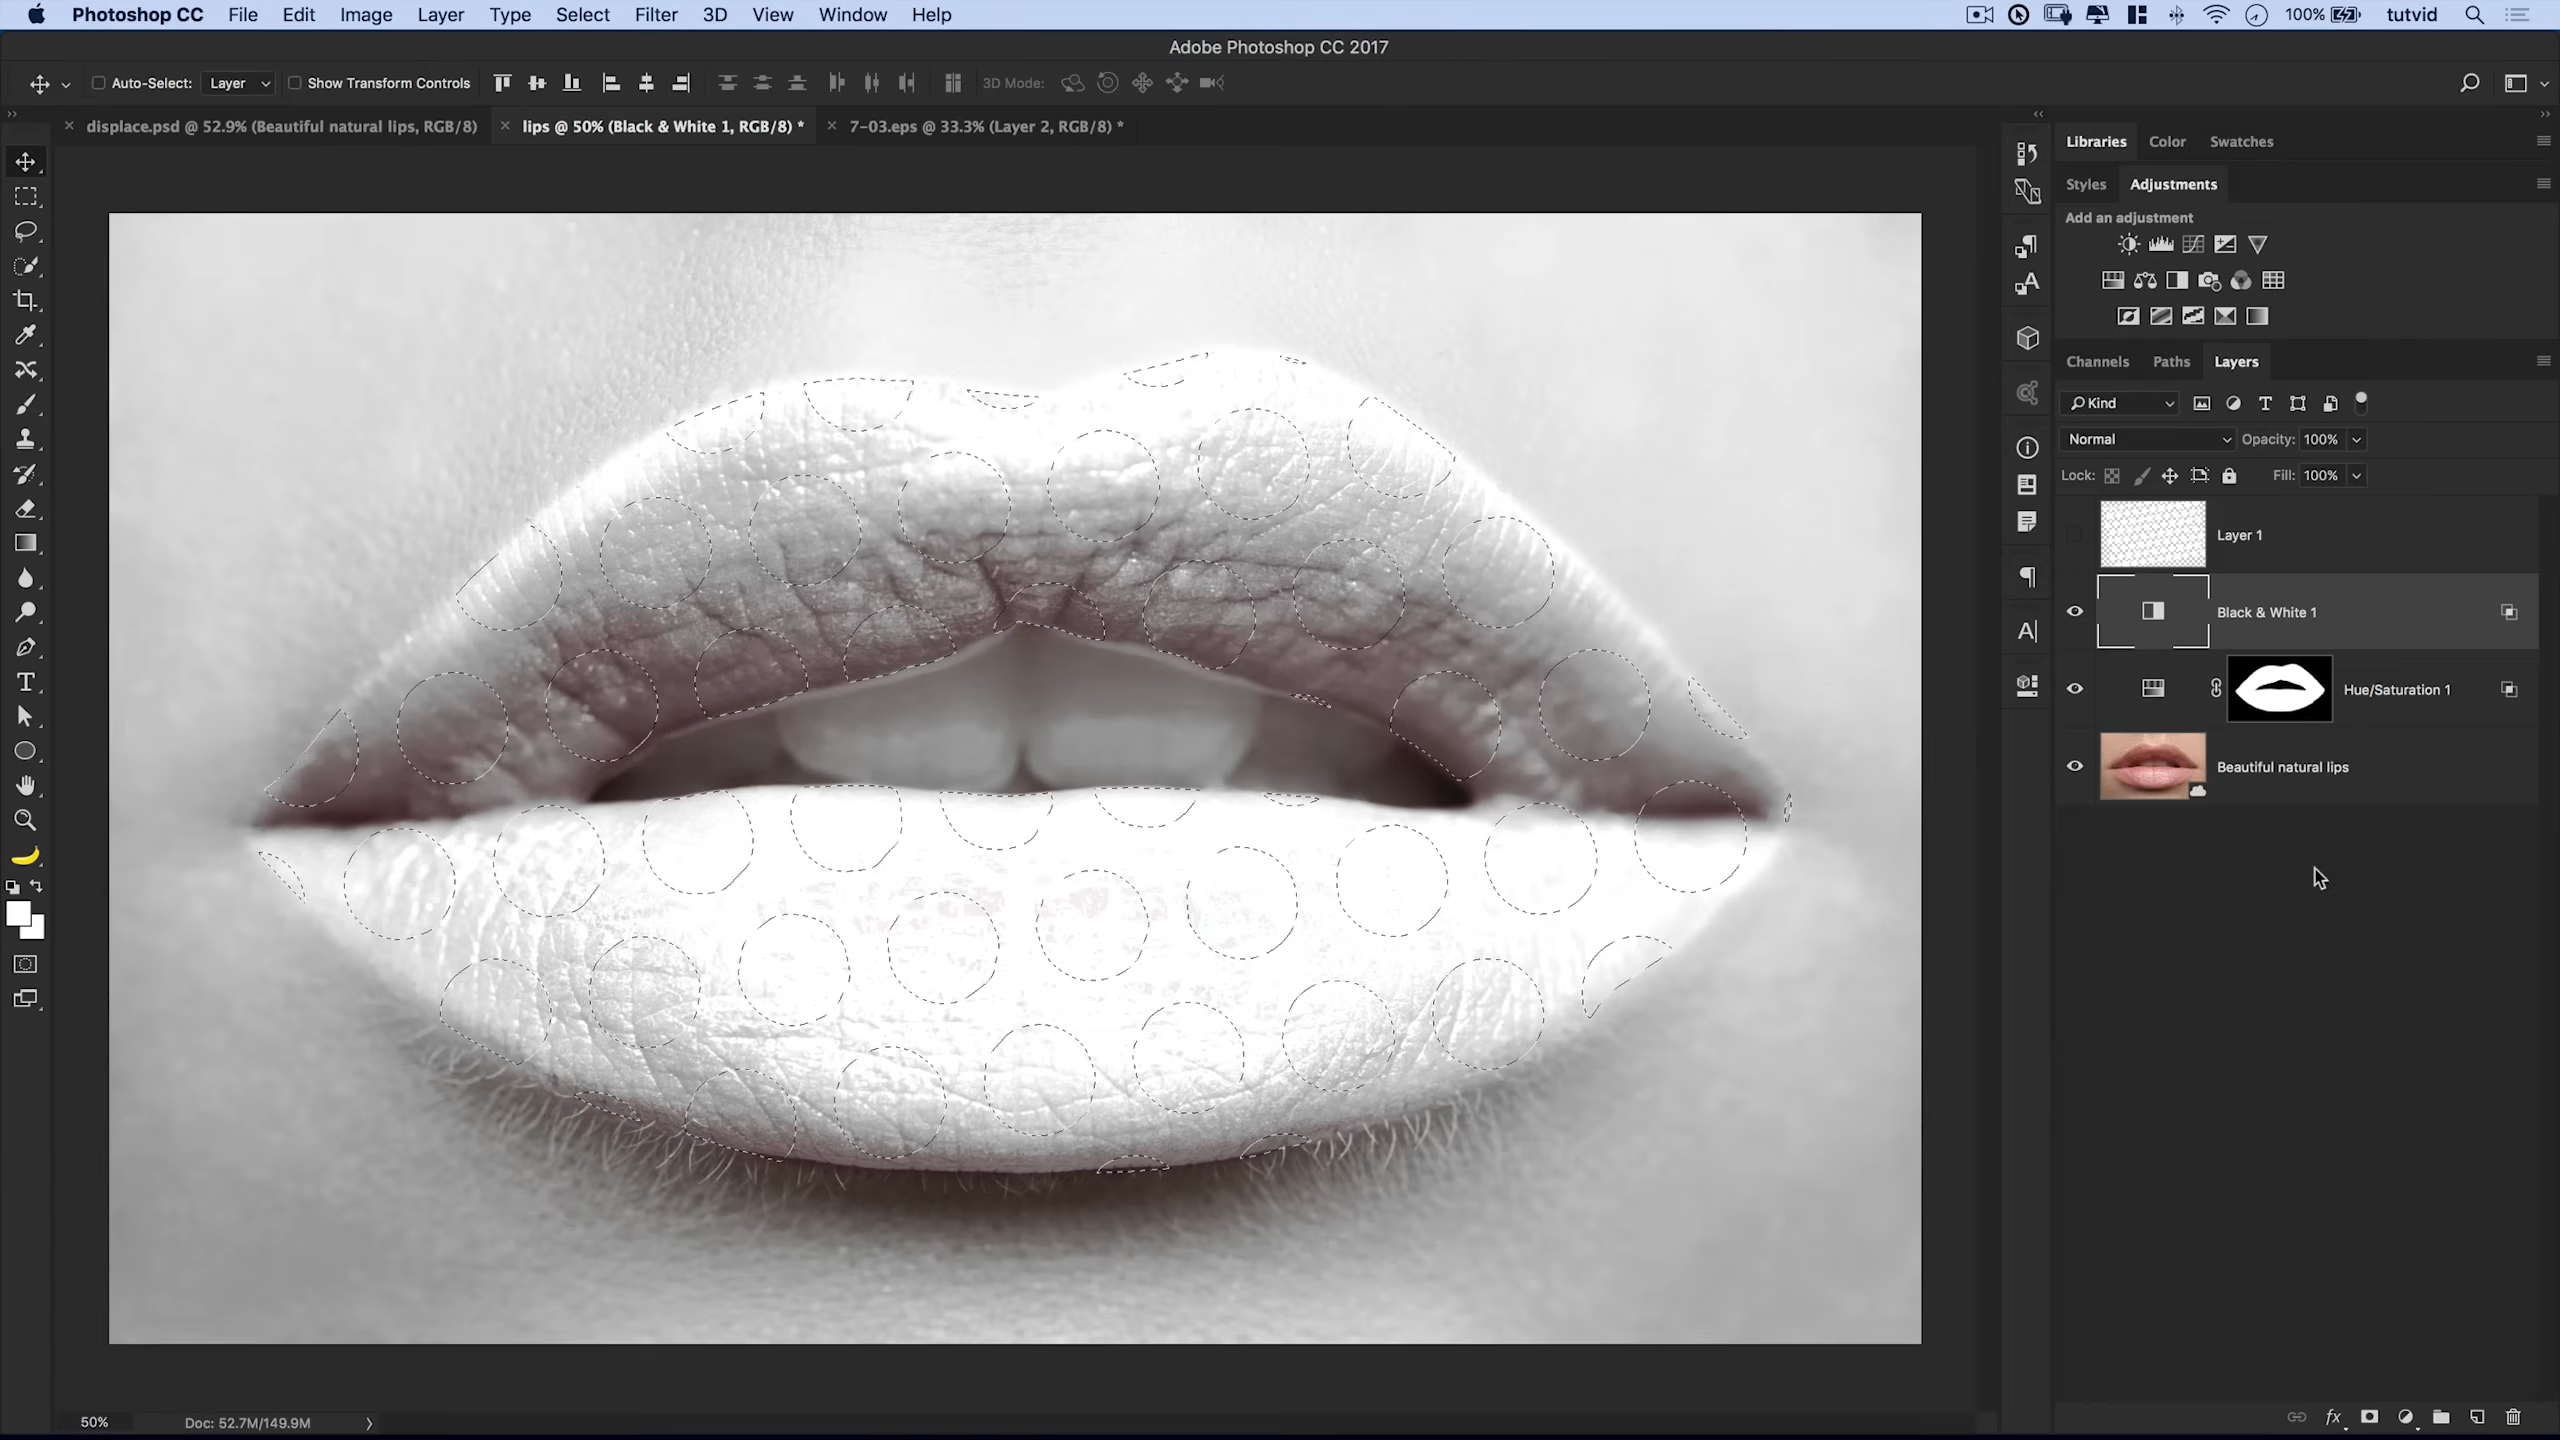 Photoshop CC File Edit Image Layer Type Select Filter 3D View Window Help 100% tutvid
Adobe Photoshop CC 2017
Auto-Select: Layer Show Transform Controls 3D Mode:
displace.psd @ 52.9% (Beautiful natural lips, RGB/8) lips @ 50% (Black & White 1, RGB/8) * 7-03.eps @ 33.3% (Layer 2, RGB/8) *
Libraries Color Swatches
Styles Adjustments
Add an adjustment
Channels Paths Layers
Kind
Normal Opacity: 100%
Lock: Fill: 100%
Layer 1
Black & White 1
Hue/Saturation 1
Beautiful natural lips
50% Doc: 52.7M/149.9M